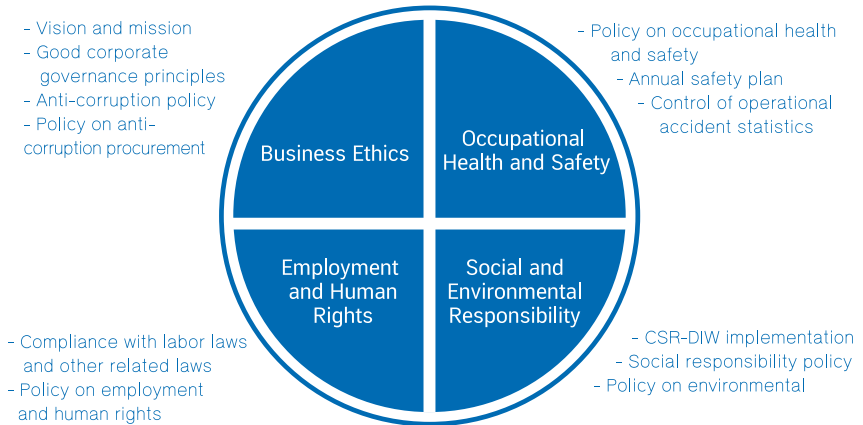 - Vision and mission
- Good corporate
governance principles
- Anti-corruption policy
- Policy on anti-
corruption procurement
Business Ethics
- Policy on occupational health
and safety
- Annual safety plan
- Control of operational
accident statistics
Occupational
Health and Safety
Employment
and Human
Rights
- Compliance with labor laws
and other related laws
- Policy on employment
and human rights
Social and
Environmental
Responsibility
- CSR-DIW implementation
- Social responsibility policy
- Policy on environmental